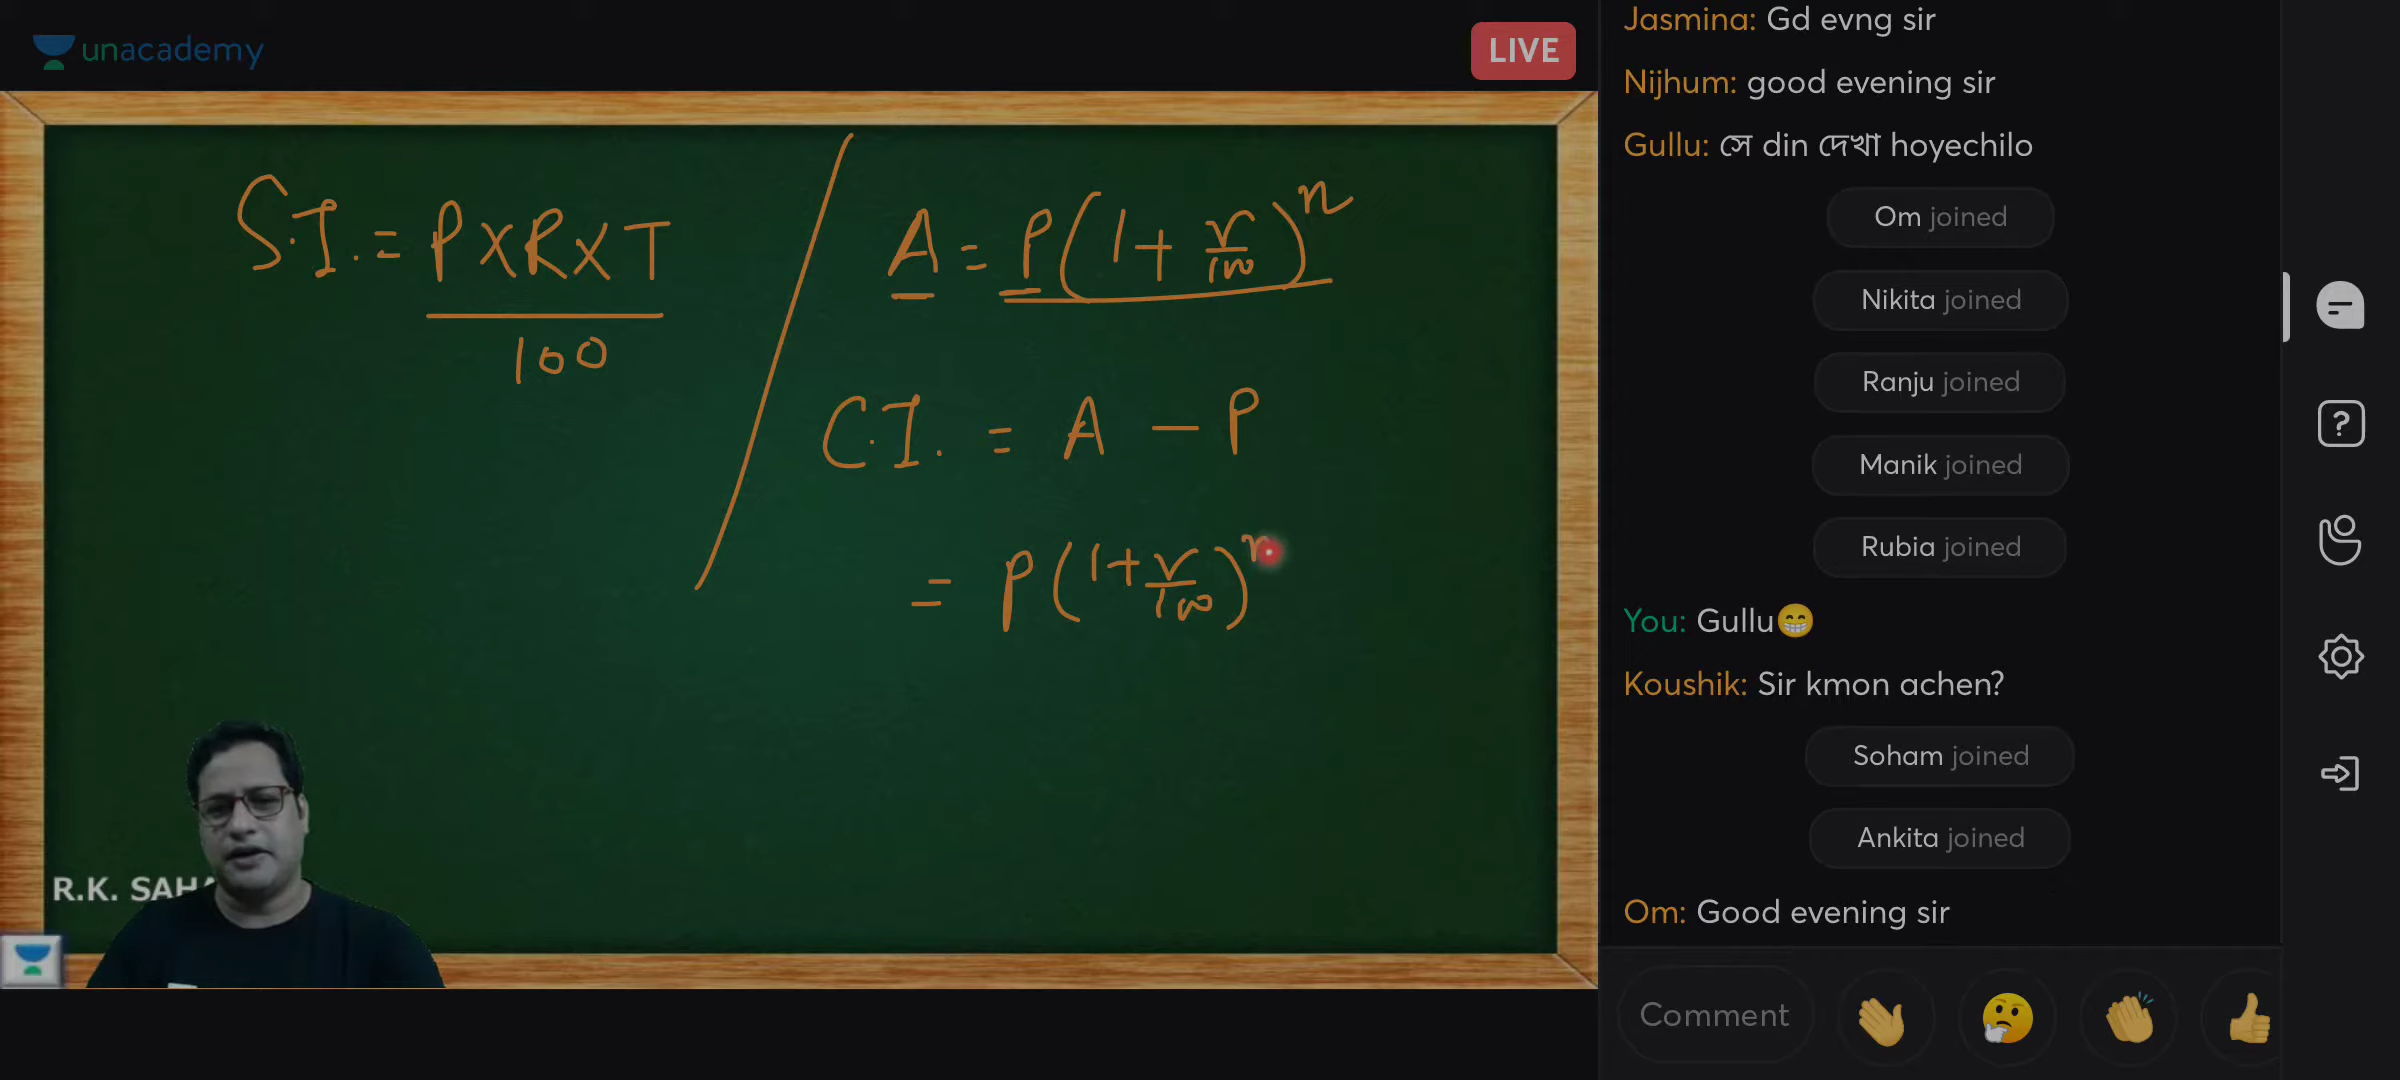 unacademy
LIVE
S.I. = P X R X T / 100
A = P(1 + r/100)^n
C.I. = A - P
= P(1 + r/100)^n
R.K. SAHA
Jasmina: Gd evng sir
Nijhum: good evening sir
Gullu: সে din দেখা hoyechilo
Om joined
Nikita joined
Ranju joined
Manik joined
Rubia joined
You: Gullu😁
Koushik: Sir kmon achen?
Soham joined
Ankita joined
Om: Good evening sir
Comment